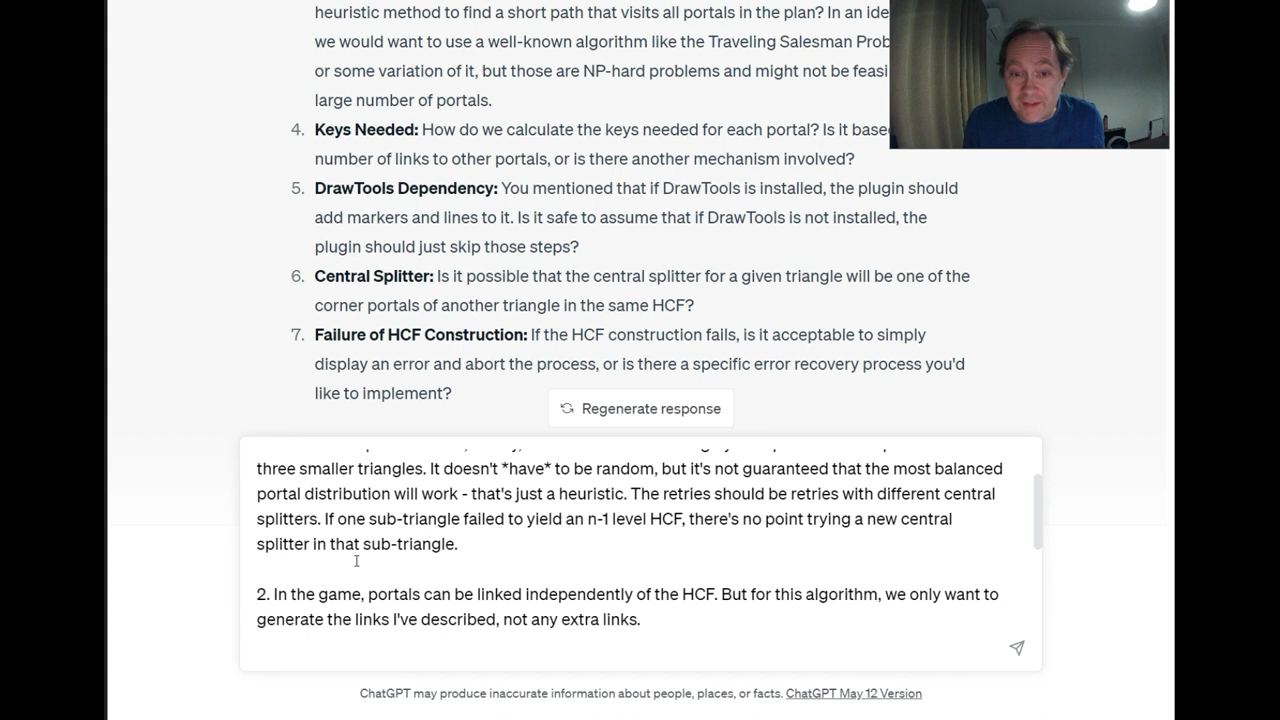 heuristic method to find a short path that visits all portals in the plan? In an ide
we would want to use a well-known algorithm like the Traveling Salesman Prob
or some variation of it, but those are NP-hard problems and might not be feasi
large number of portals.
4. Keys Needed: How do we calculate the keys needed for each portal? Is it base
number of links to other portals, or is there another mechanism involved?
5. DrawTools Dependency: You mentioned that if DrawTools is installed, the plugin should
add markers and lines to it. Is it safe to assume that if DrawTools is not installed, the
plugin should just skip those steps?
6. Central Splitter: Is it possible that the central splitter for a given triangle will be one of the
corner portals of another triangle in the same HCF?
7. Failure of HCF Construction: If the HCF construction fails, is it acceptable to simply
display an error and abort the process, or is there a specific error recovery process you'd
like to implement?
Regenerate response
three smaller triangles. It doesn't *have* to be random, but it's not guaranteed that the most balanced
portal distribution will work - that's just a heuristic. The retries should be retries with different central
splitters. If one sub-triangle failed to yield an n-1 level HCF, there's no point trying a new central
splitter in that sub-triangle.
2. In the game, portals can be linked independently of the HCF. But for this algorithm, we only want to
generate the links I've described, not any extra links.
ChatGPT may produce inaccurate information about people, places, or facts. ChatGPT May 12 Version